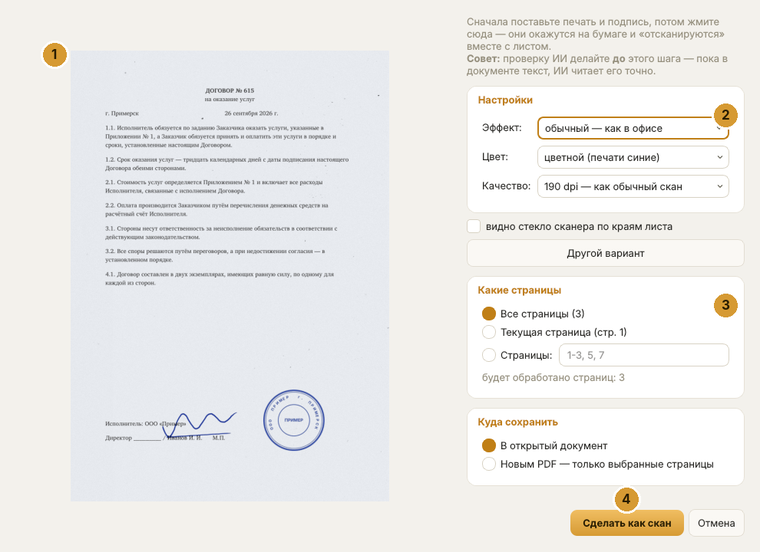 1
ДОГОВОР № 615
на оказание услуг
г. Примерск 26 сентября 2026 г.
1.1. Исполнитель обязуется по заданию Заказчика оказать услуги, указанные в
Приложении № 1, а Заказчик обязуется принять и оплатить эти услуги в порядке и
сроки, установленные настоящим Договором.
1.2. Срок оказания услуг — тридцать календарных дней с даты подписания настоящего
Договора обеими сторонами.
2.1. Стоимость услуг определяется Приложением № 1 и включает все расходы
Исполнителя, связанные с исполнением Договора.
2.2. Оплата производится Заказчиком путём перечисления денежных средств на
расчётный счёт Исполнителя.
3.1. Стороны несут ответственность за неисполнение обязательств в соответствии с
действующим законодательством.
3.2. Все споры решаются путём переговоров, а при недостижении согласия — в
установленном порядке.
4.1. Договор составлен в двух экземплярах, имеющих равную силу, по одному для
каждой из сторон.
Исполнитель: ООО «Пример»
Директор __________ / Иванов И. И. М.П.
ООО ПРИМЕР Г. ПРИМЕРСК
ПРИМЕР
Сначала поставьте печать и подпись, потом жмите
сюда — они окажутся на бумаге и «отсканируются»
вместе с листом.
Совет: проверку ИИ делайте до этого шага — пока в
документе текст, ИИ читает его точно.
Настройки
2
Эффект: обычный — как в офисе
Цвет: цветной (печати синие)
Качество: 190 dpi — как обычный скан
видно стекло сканера по краям листа
Другой вариант
Какие страницы
3
Все страницы (3)
Текущая страница (стр. 1)
Страницы: 1-3, 5, 7
будет обработано страниц: 3
Куда сохранить
В открытый документ
Новым PDF — только выбранные страницы
4
Сделать как скан Отмена